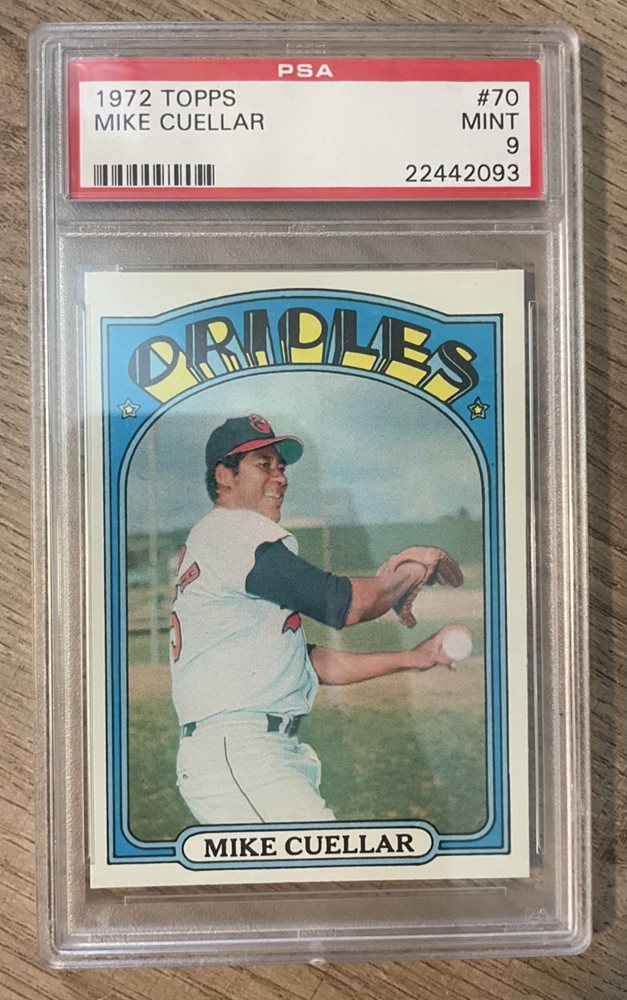 PSA
1972 TOPPS #70
MIKE CUELLAR MINT
9
22442093
ORIOLES
MIKE CUELLAR